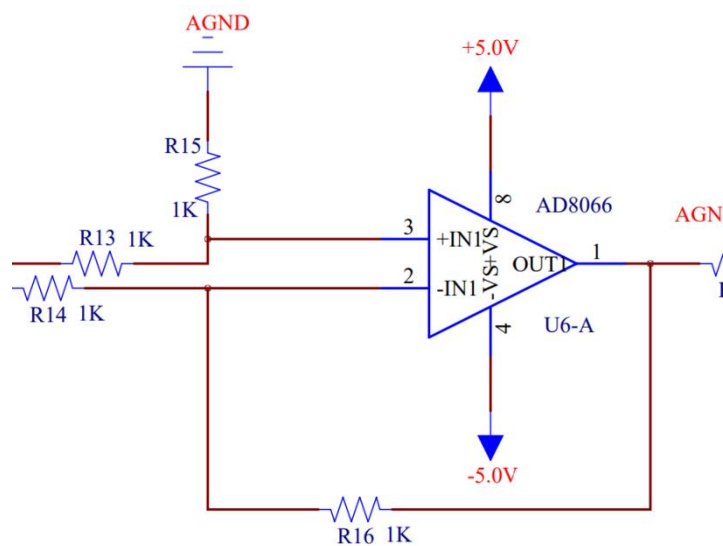 AGND
+5.0V
R15
1K
8
AD8066
R13 1K
3
+IN1
-VS+VS
OUT1
1
AGN
2
-IN1
R14 1K
4
U6-A
-5.0V
R16 1K